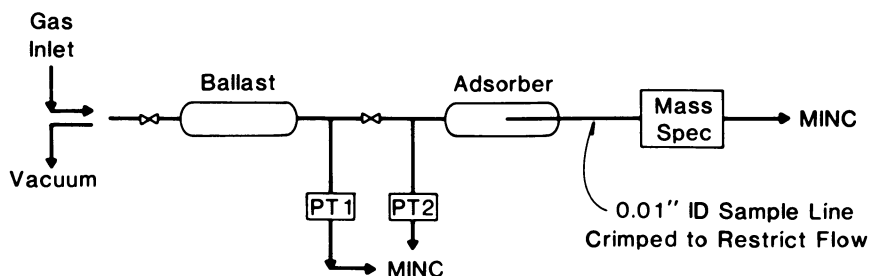 Gas
Inlet
Ballast
Adsorber
Mass
Spec
MINC
Vacuum
PT1
PT2
0.01" ID Sample Line
Crimped to Restrict Flow
MINC